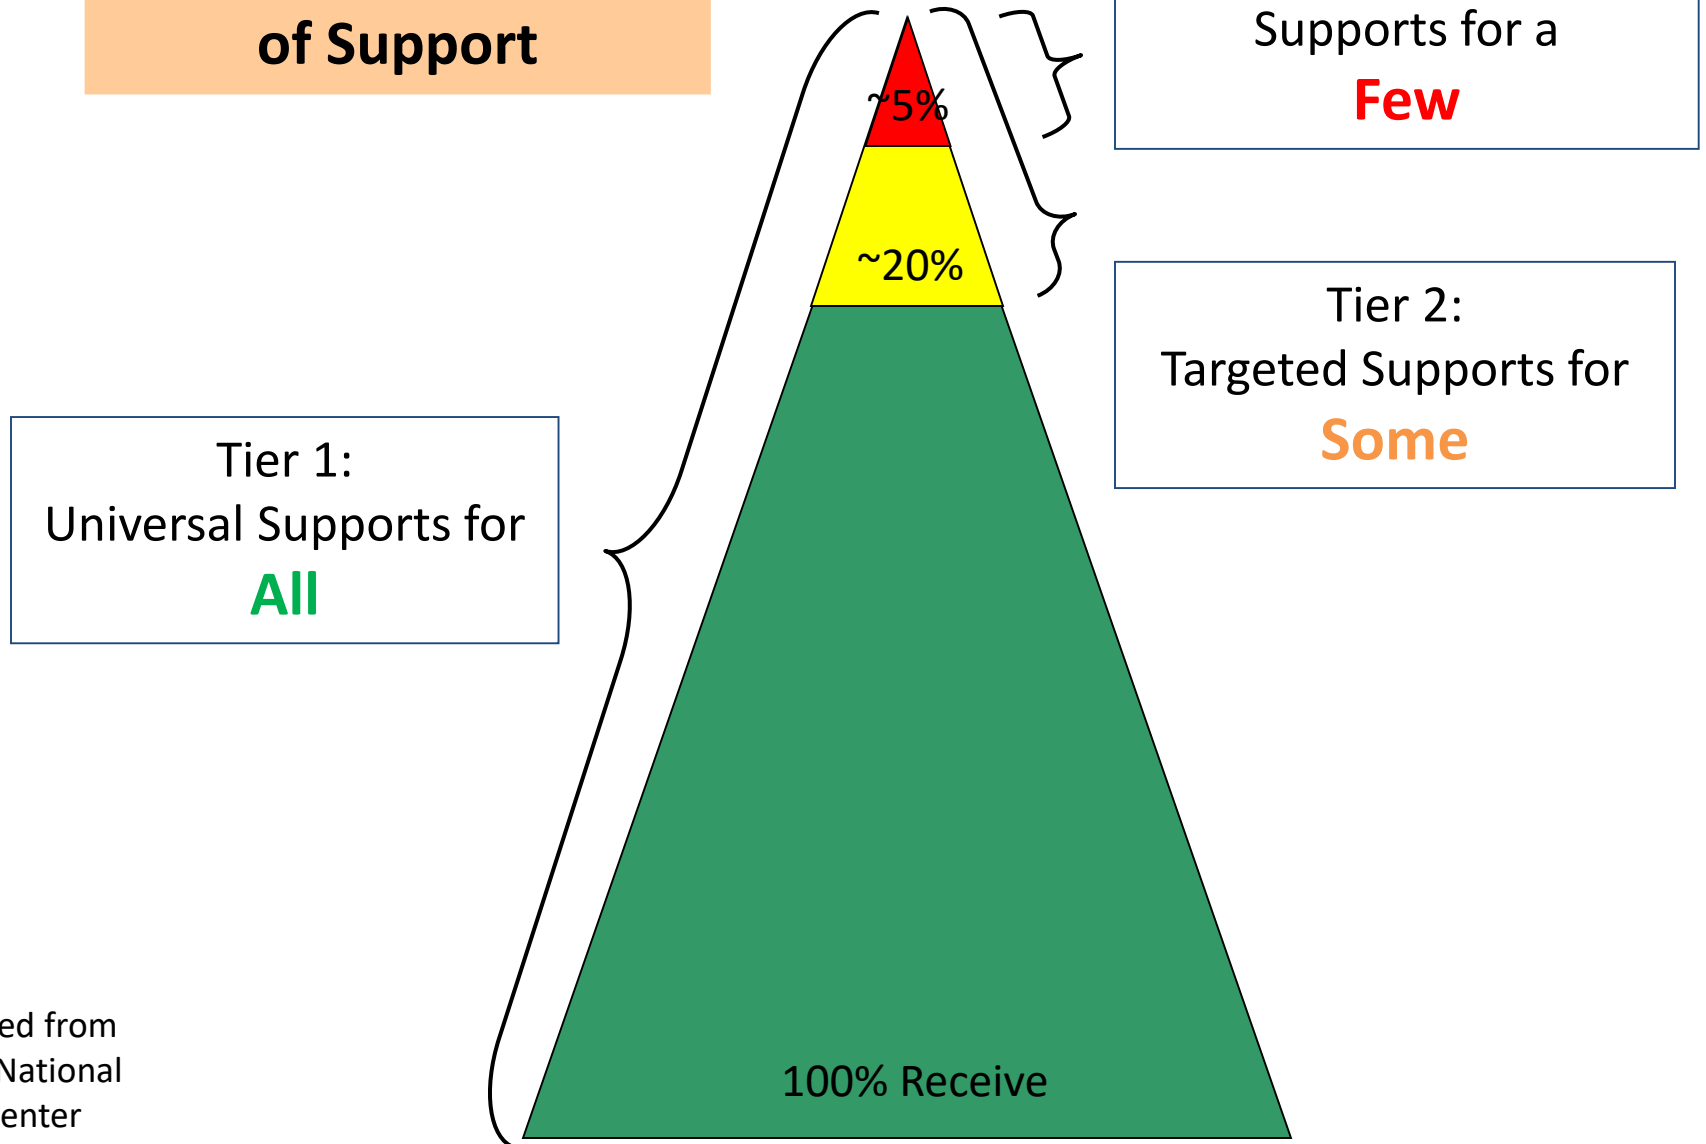 of Support
Supports for a
Few
~5%
~20%
Tier 2:
Targeted Supports for
Some
Tier 1:
Universal Supports for
All
ed from
National
enter
100% Receive